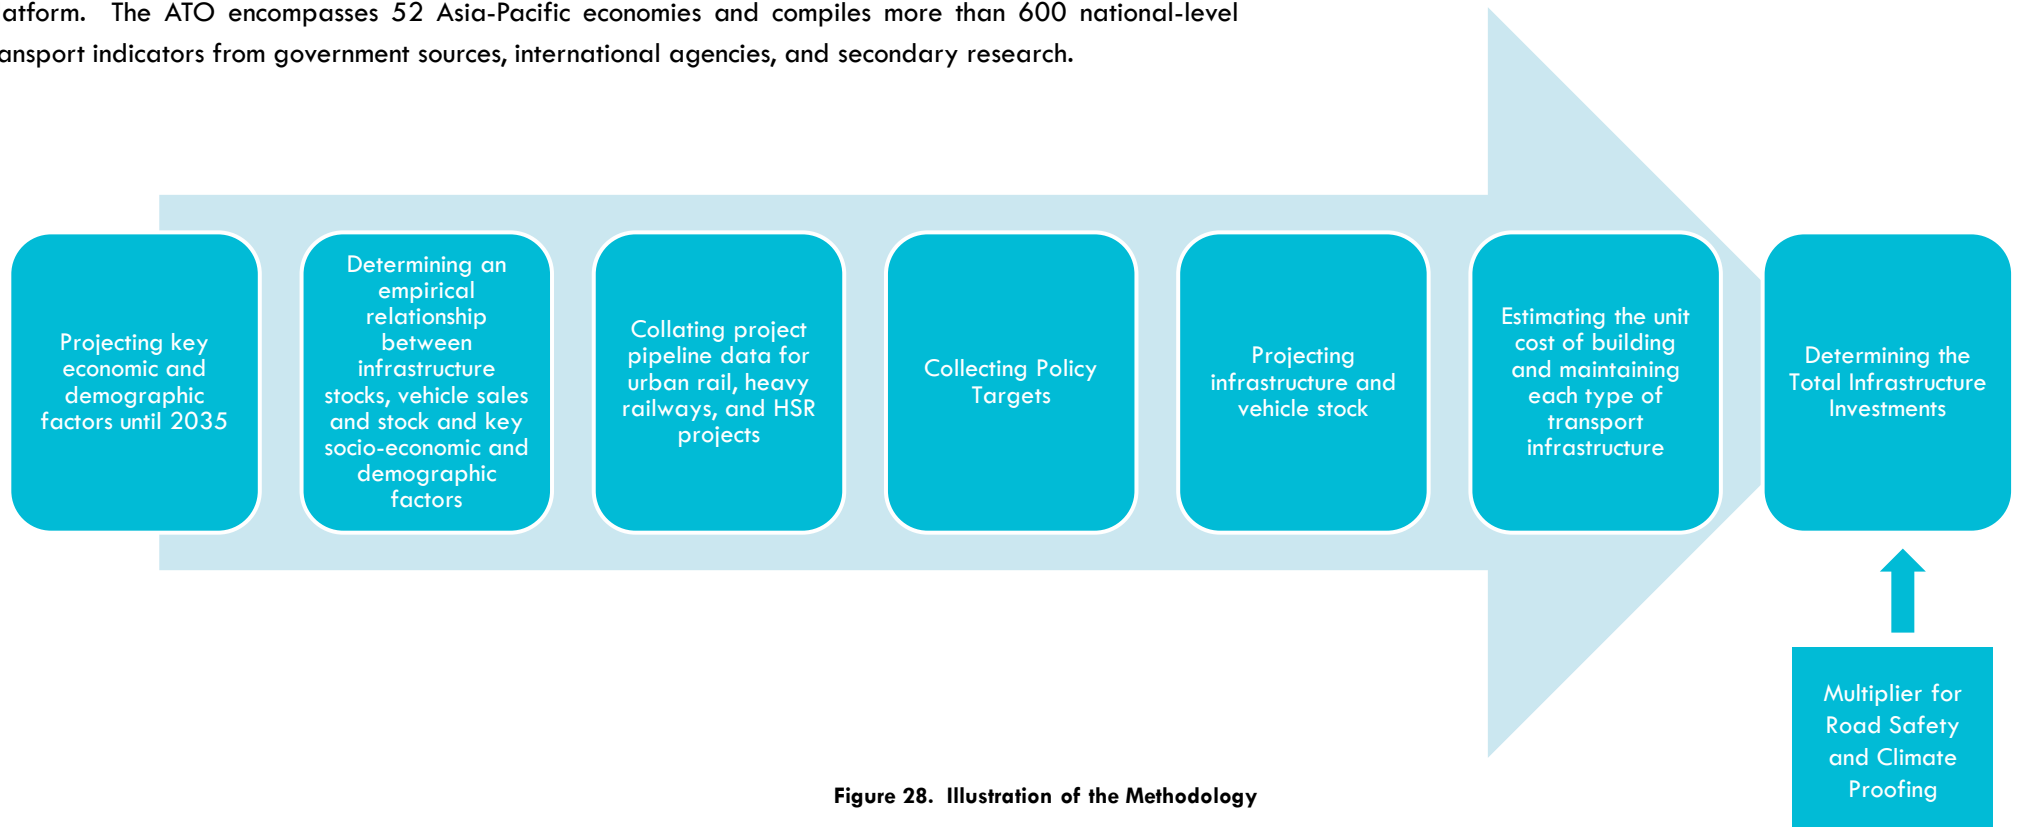 atform. The ATO encompasses 52 Asia-Pacific economies and compiles more than 600 national-level
ansport indicators from government sources, international agencies, and secondary research.
Projecting key
economic and
demographic
factors until 2035
Determining an
empirical
relationship
between
infrastructure
stocks, vehicle sales
and stock and key
socio-economic and
demographic
factors
Collating project
pipeline data for
urban rail, heavy
railways, and HSR
projects
Collecting Policy
Targets
Projecting
infrastructure and
vehicle stock
Estimating the unit
cost of building
and maintaining
each type of
transport
infrastructure
Determining the
Total Infrastructure
Investments
Multiplier for
Road Safety
and Climate
Proofing
Figure 28. Illustration of the Methodology